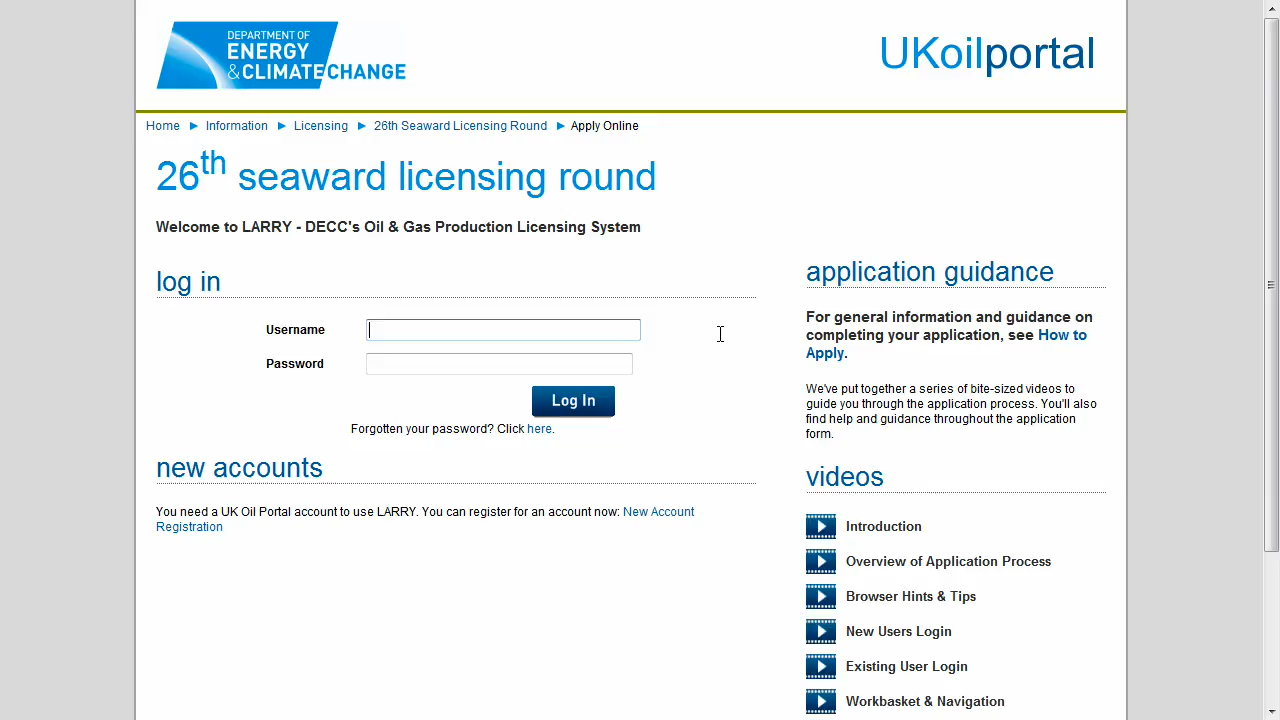 DEPARTMENT OF
ENERGY
&CLIMATECHANGE
UKoilportal
Home Information Licensing 26th Seaward Licensing Round Apply Online
26th seaward licensing round
Welcome to LARRY - DECC's Oil & Gas Production Licensing System
log in
Username
Password
Log In
Forgotten your password? Click here.
new accounts
You need a UK Oil Portal account to use LARRY. You can register for an account now: New Account
Registration
application guidance
For general information and guidance on
completing your application, see How to
Apply.
We've put together a series of bite-sized videos to
guide you through the application process. You'll also
find help and guidance throughout the application
form.
videos
Introduction
Overview of Application Process
Browser Hints & Tips
New Users Login
Existing User Login
Workbasket & Navigation